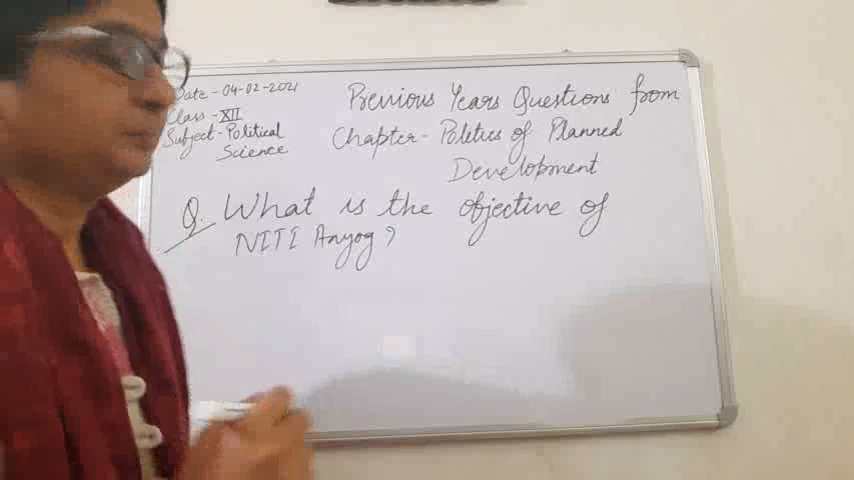 Date - 04-02-2021
Class - XII
Subject - Political
Science
Previous Years Questions from
Chapter - Politics of Planned
Development
Q. What is the objective of
NITI Aayog?